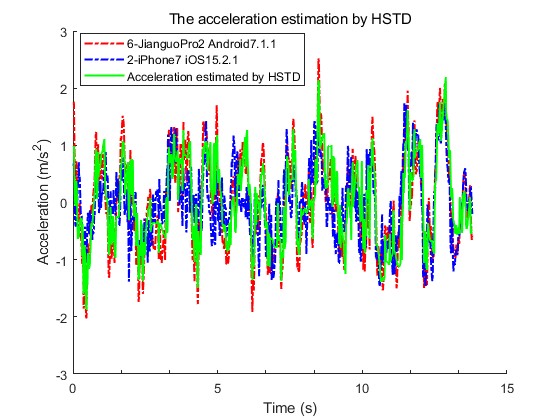 The acceleration estimation by HSTD
3
6-JianguoPro2 Android7.1.1
2-iPhone7 iOS15.2.1
Acceleration estimated by HSTD
2
1
0
-1
-2
-3
Acceleration (m/s²)
0 5 10 15
Time (s)